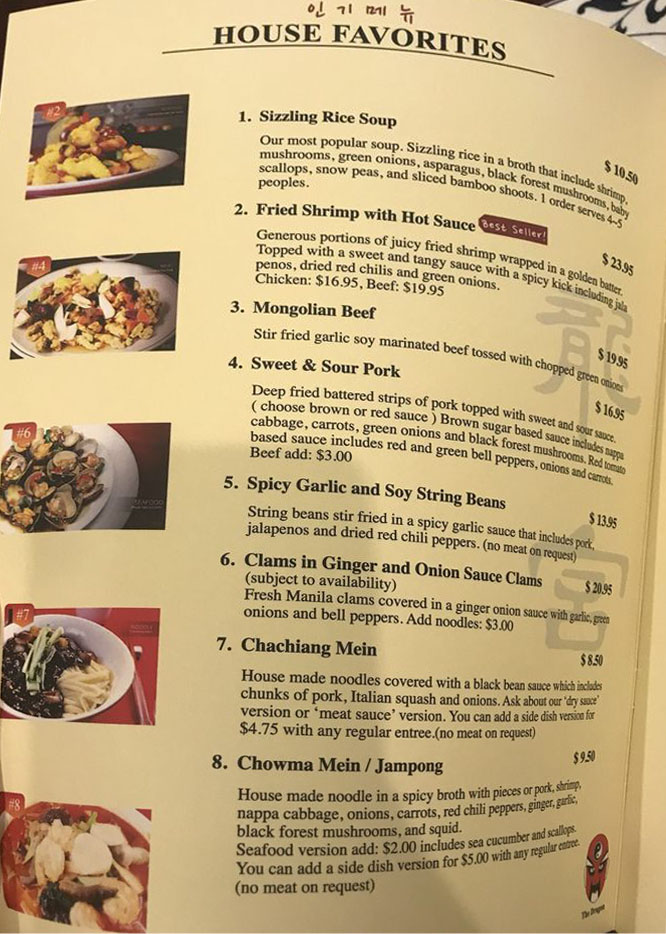 인기메뉴
HOUSE FAVORITES
#2
1. Sizzling Rice Soup
$ 10.50
Our most popular soup. Sizzling rice in a broth that include shrimp,
mushrooms, green onions, asparagus, black forest mushrooms, baby
scallops, snow peas, and sliced bamboo shoots. 1 order serves 4~5
peoples.
2. Fried Shrimp with Hot Sauce Best Seller!
$ 23.95
Generous portions of juicy fried shrimp wrapped in a golden batter.
Topped with a sweet and tangy sauce with a spicy kick including jala
penos, dried red chilis and green onions.
Chicken: $16.95, Beef: $19.95
#4
3. Mongolian Beef
$ 19.95
Stir fried garlic soy marinated beef tossed with chopped green onions
4. Sweet & Sour Pork
$ 16.95
Deep fried battered strips of pork topped with sweet and sour sauce.
( choose brown or red sauce ) Brown sugar based sauce includes nappa
cabbage, carrots, green onions and black forest mushrooms. Red tomato
based sauce includes red and green bell peppers, onions and carrots.
Beef add: $3.00
#6
SEAFOOD
5. Spicy Garlic and Soy String Beans
$ 13.95
String beans stir fried in a spicy garlic sauce that includes pork,
jalapenos and dried red chili peppers. (no meat on request)
6. Clams in Ginger and Onion Sauce Clams
$ 20.95
(subject to availability)
Fresh Manila clams covered in a ginger onion sauce with garlic, green
onions and bell peppers. Add noodles: $3.00
#7
7. Chachiang Mein
$ 8.50
House made noodles covered with a black bean sauce which includes
chunks of pork, Italian squash and onions. Ask about our 'dry sauce'
version or 'meat sauce' version. You can add a side dish version for
$4.75 with any regular entree.(no meat on request)
#8
8. Chowma Mein / Jampong
$ 9.50
House made noodle in a spicy broth with pieces or pork, shrimp,
nappa cabbage, onions, carrots, red chili peppers, ginger, garlic,
black forest mushrooms, and squid.
Seafood version add: $2.00 includes sea cucumber and scallops.
You can add a side dish version for $5.00 with any regular entree.
(no meat on request)
龍
宮
The Dragon